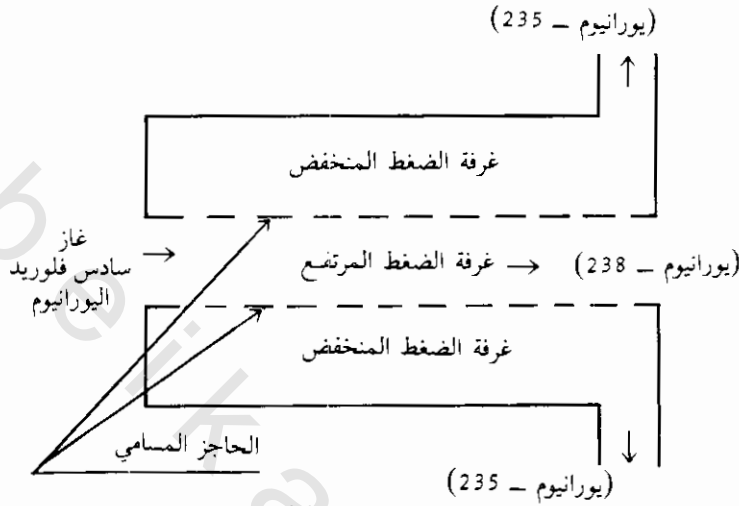 (يورانيوم – 235)
غرفة الضغط المنخفض
غاز
سادس فلوريد
اليورانيوم
غرفة الضغط المرتفع
(يورانيوم – 238)
غرفة الضغط المنخفض
الحاجز المسامي
(يورانيوم – 235)